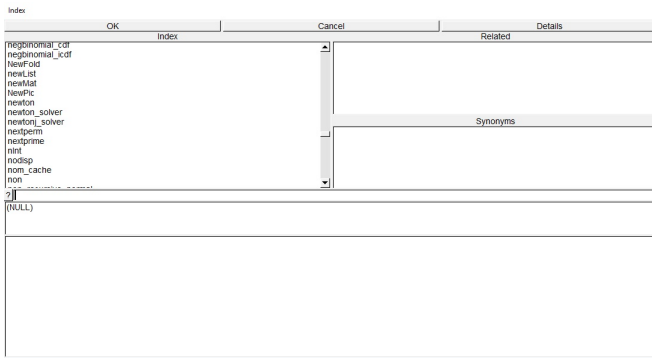 Index
OK Cancel Details
Index Related
negbinomial_cdf
negbinomial_icdf
NewFold
newList
newMat
NewPic
newton
newton_solver
newtonj_solver
nextperm
nextprime
nInt
nodisp
nom_cache
non
non_recursive_normal
Synonyms
?
(NULL)